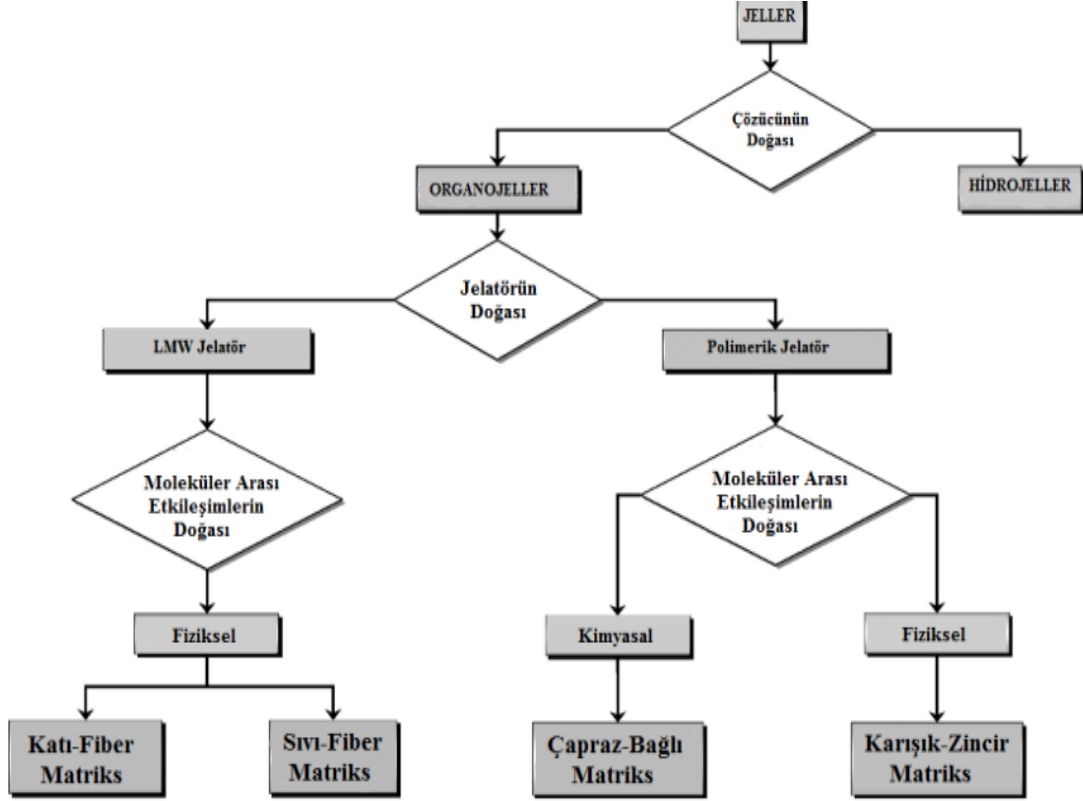 JELLER
Çözücünün
Doğası
ORGANOJELLER
HİDROJELLER
Jelatörün
Doğası
LMW Jelatör
Polimerik Jelatör
Moleküler Arası
Etkileşimlerin
Doğası
Moleküler Arası
Etkileşimlerin
Doğası
Fiziksel
Kimyasal
Fiziksel
Katı-Fiber
Matriks
Sıvı-Fiber
Matriks
Çapraz-Bağlı
Matriks
Karışık-Zincir
Matriks